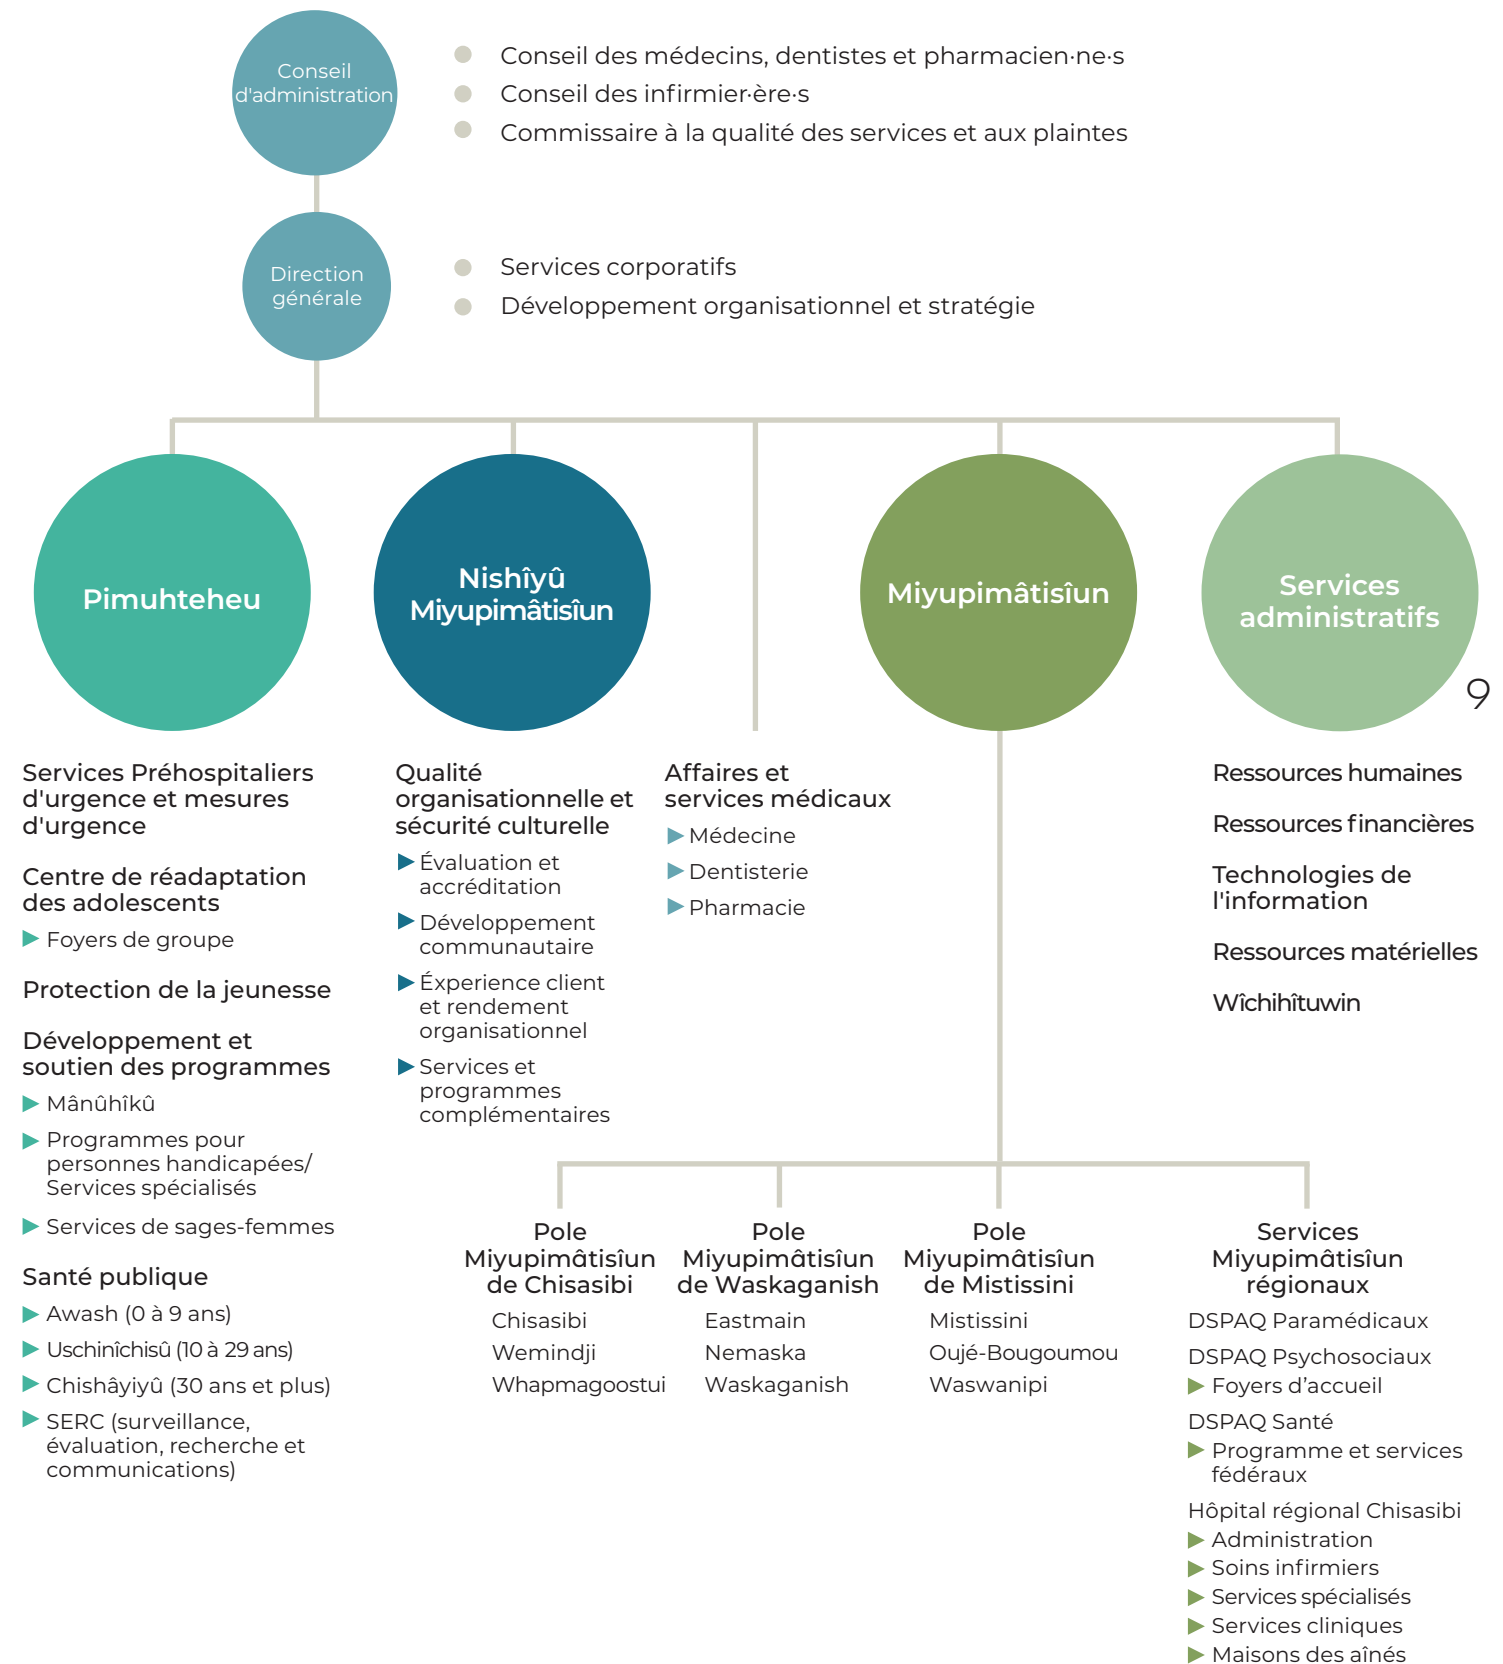 Conseil
d'administration
Conseil des médecins, dentistes et pharmacien·ne·s
Conseil des infirmier·ère·s
Commissaire à la qualité des services et aux plaintes
Direction
générale
Services corporatifs
Développement organisationnel et stratégie
Pimuhteheu
Nishîyû
Miyupimâtisîun
Miyupimâtisîun
Services
administratifs
9
Services Préhospitaliers
d'urgence et mesures
d'urgence
Centre de réadaptation
des adolescents
Foyers de groupe
Protection de la jeunesse
Développement et
soutien des programmes
Mânûhîkû
Programmes pour
personnes handicapées/
Services spécialisés
Services de sages-femmes
Santé publique
Awash (0 à 9 ans)
Uschinîchisû (10 à 29 ans)
Chishâyiyû (30 ans et plus)
SERC (surveillance,
évaluation, recherche et
communications)
Qualité
organisationnelle et
sécurité culturelle
Évaluation et
accréditation
Développement
communautaire
Éxperience client
et rendement
organisationnel
Services et
programmes
complémentaires
Affaires et
services médicaux
Médecine
Dentisterie
Pharmacie
Ressources humaines
Ressources financières
Technologies de
l'information
Ressources matérielles
Wîchihîtuwin
Pole
Miyupimâtisîun
de Chisasibi
Chisasibi
Wemindji
Whapmagoostui
Pole
Miyupimâtisîun
de Waskaganish
Eastmain
Nemaska
Waskaganish
Pole
Miyupimâtisîun
de Mistissini
Mistissini
Oujé-Bougoumou
Waswanipi
Services
Miyupimâtisîun
régionaux
DSPAQ Paramédicaux
DSPAQ Psychosociaux
Foyers d’accueil
DSPAQ Santé
Programme et services
fédéraux
Hôpital régional Chisasibi
Administration
Soins infirmiers
Services spécialisés
Services cliniques
Maisons des aînés